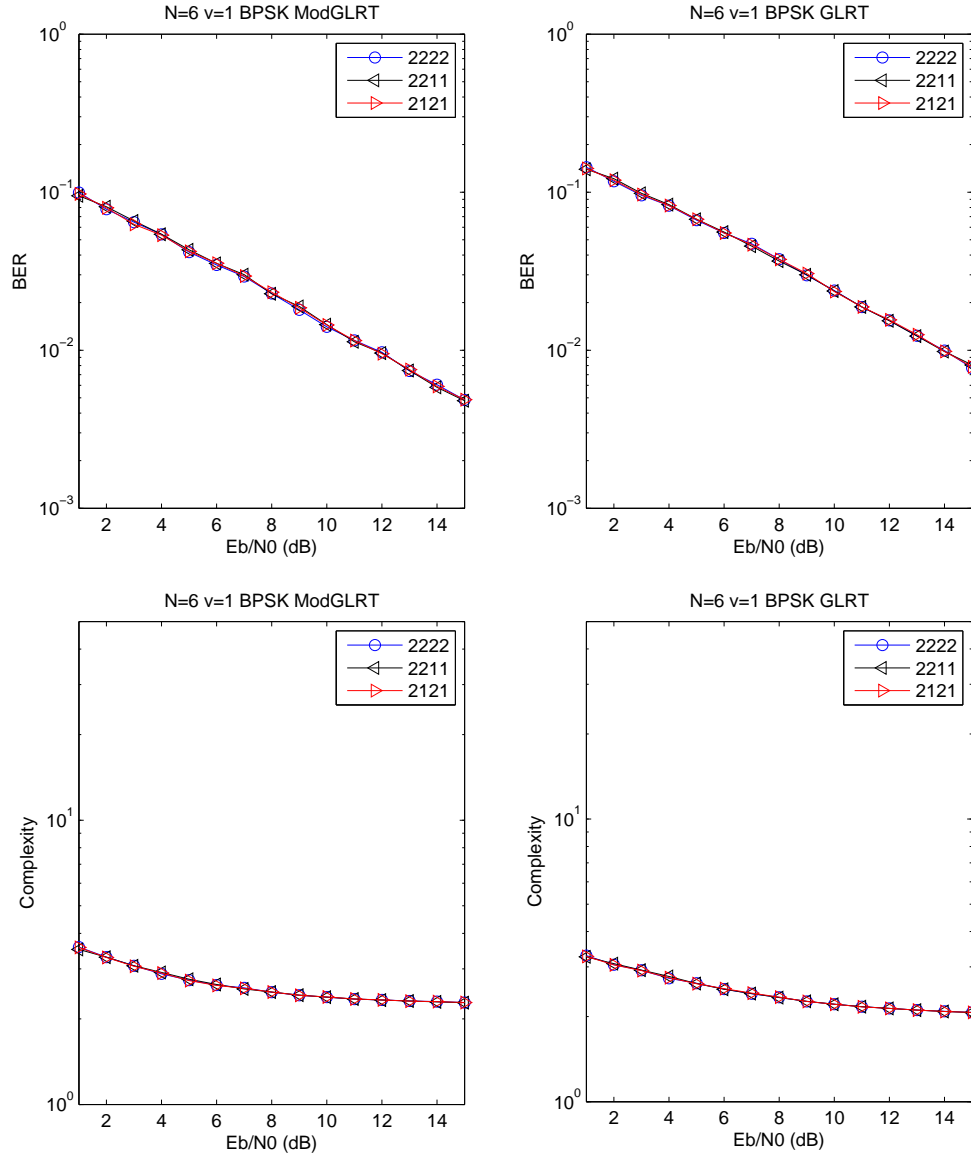 N=6 v=1 BPSK ModGLRT
10^0
10^−1
10^−2
10^−3
BER
2 4 6 8 10 12 14
Eb/N0 (dB)
2222
2211
2121
N=6 v=1 BPSK GLRT
10^0
10^−1
10^−2
10^−3
BER
2 4 6 8 10 12 14
Eb/N0 (dB)
2222
2211
2121
N=6 v=1 BPSK ModGLRT
10^1
10^0
Complexity
2 4 6 8 10 12 14
Eb/N0 (dB)
2222
2211
2121
N=6 v=1 BPSK GLRT
10^1
10^0
Complexity
2 4 6 8 10 12 14
Eb/N0 (dB)
2222
2211
2121